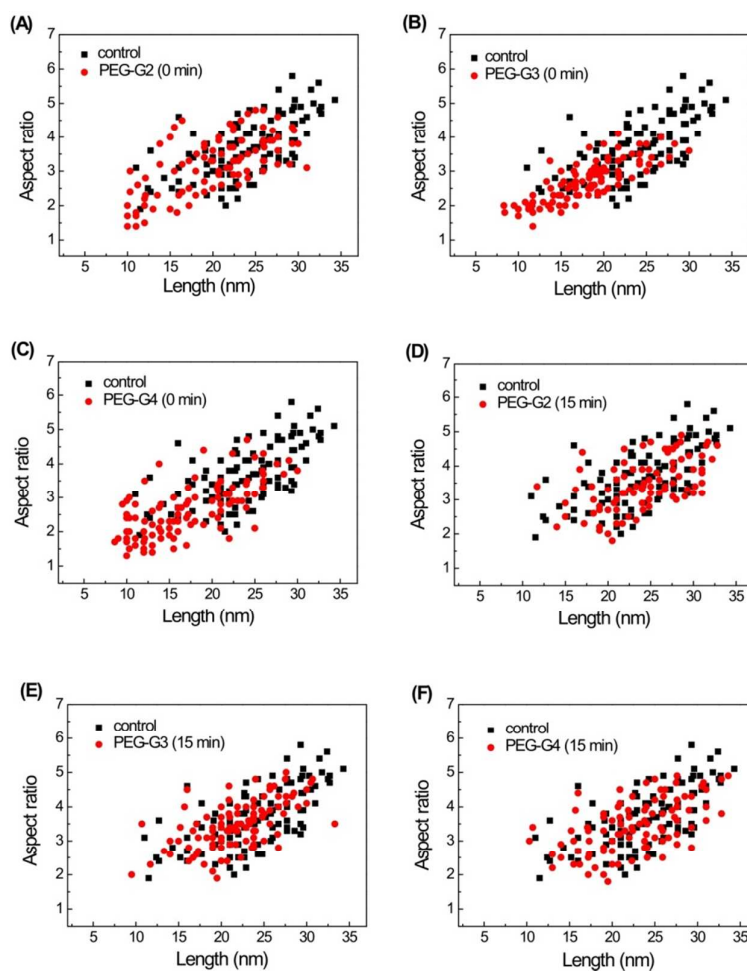 (A)
control
PEG-G2 (0 min)
Aspect ratio
7
6
5
4
3
2
1
5 10 15 20 25 30 35
Length (nm)
(B)
control
PEG-G3 (0 min)
Aspect ratio
7
6
5
4
3
2
1
5 10 15 20 25 30 35
Length (nm)
(C)
control
PEG-G4 (0 min)
Aspect ratio
7
6
5
4
3
2
1
5 10 15 20 25 30 35
Length (nm)
(D)
control
PEG-G2 (15 min)
Aspect ratio
7
6
5
4
3
2
1
5 10 15 20 25 30 35
Length (nm)
(E)
control
PEG-G3 (15 min)
Aspect ratio
7
6
5
4
3
2
1
5 10 15 20 25 30 35
Length (nm)
(F)
control
PEG-G4 (15 min)
Aspect ratio
7
6
5
4
3
2
1
5 10 15 20 25 30 35
Length (nm)